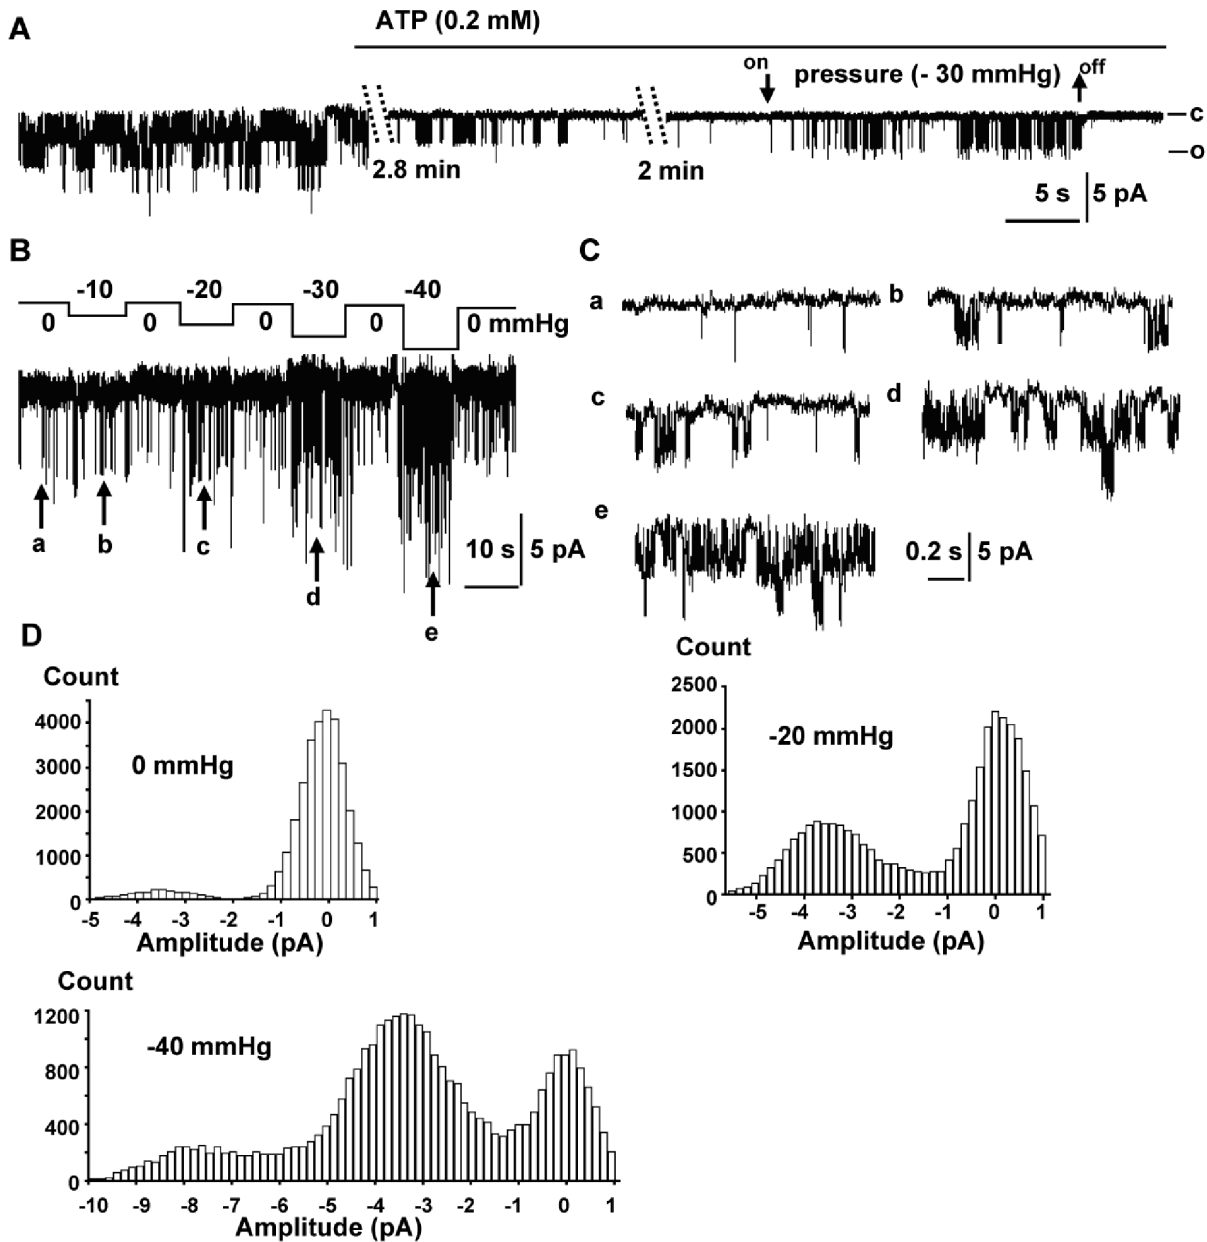 A
ATP (0.2 mM)
on
pressure (- 30 mmHg)
off
c
o
2.8 min
2 min
5 s
5 pA
B
-10
-20
-30
-40
0
0
0
0
0 mmHg
a
b
c
d
e
10 s
5 pA
C
a
b
c
d
e
0.2 s
5 pA
D
Count
4000
3000
2000
1000
0
0 mmHg
-5 -4 -3 -2 -1 0 1
Amplitude (pA)
Count
2500
2000
1500
1000
500
0
-20 mmHg
-5 -4 -3 -2 -1 0 1
Amplitude (pA)
Count
1200
800
400
0
-40 mmHg
-10 -9 -8 -7 -6 -5 -4 -3 -2 -1 0 1
Amplitude (pA)